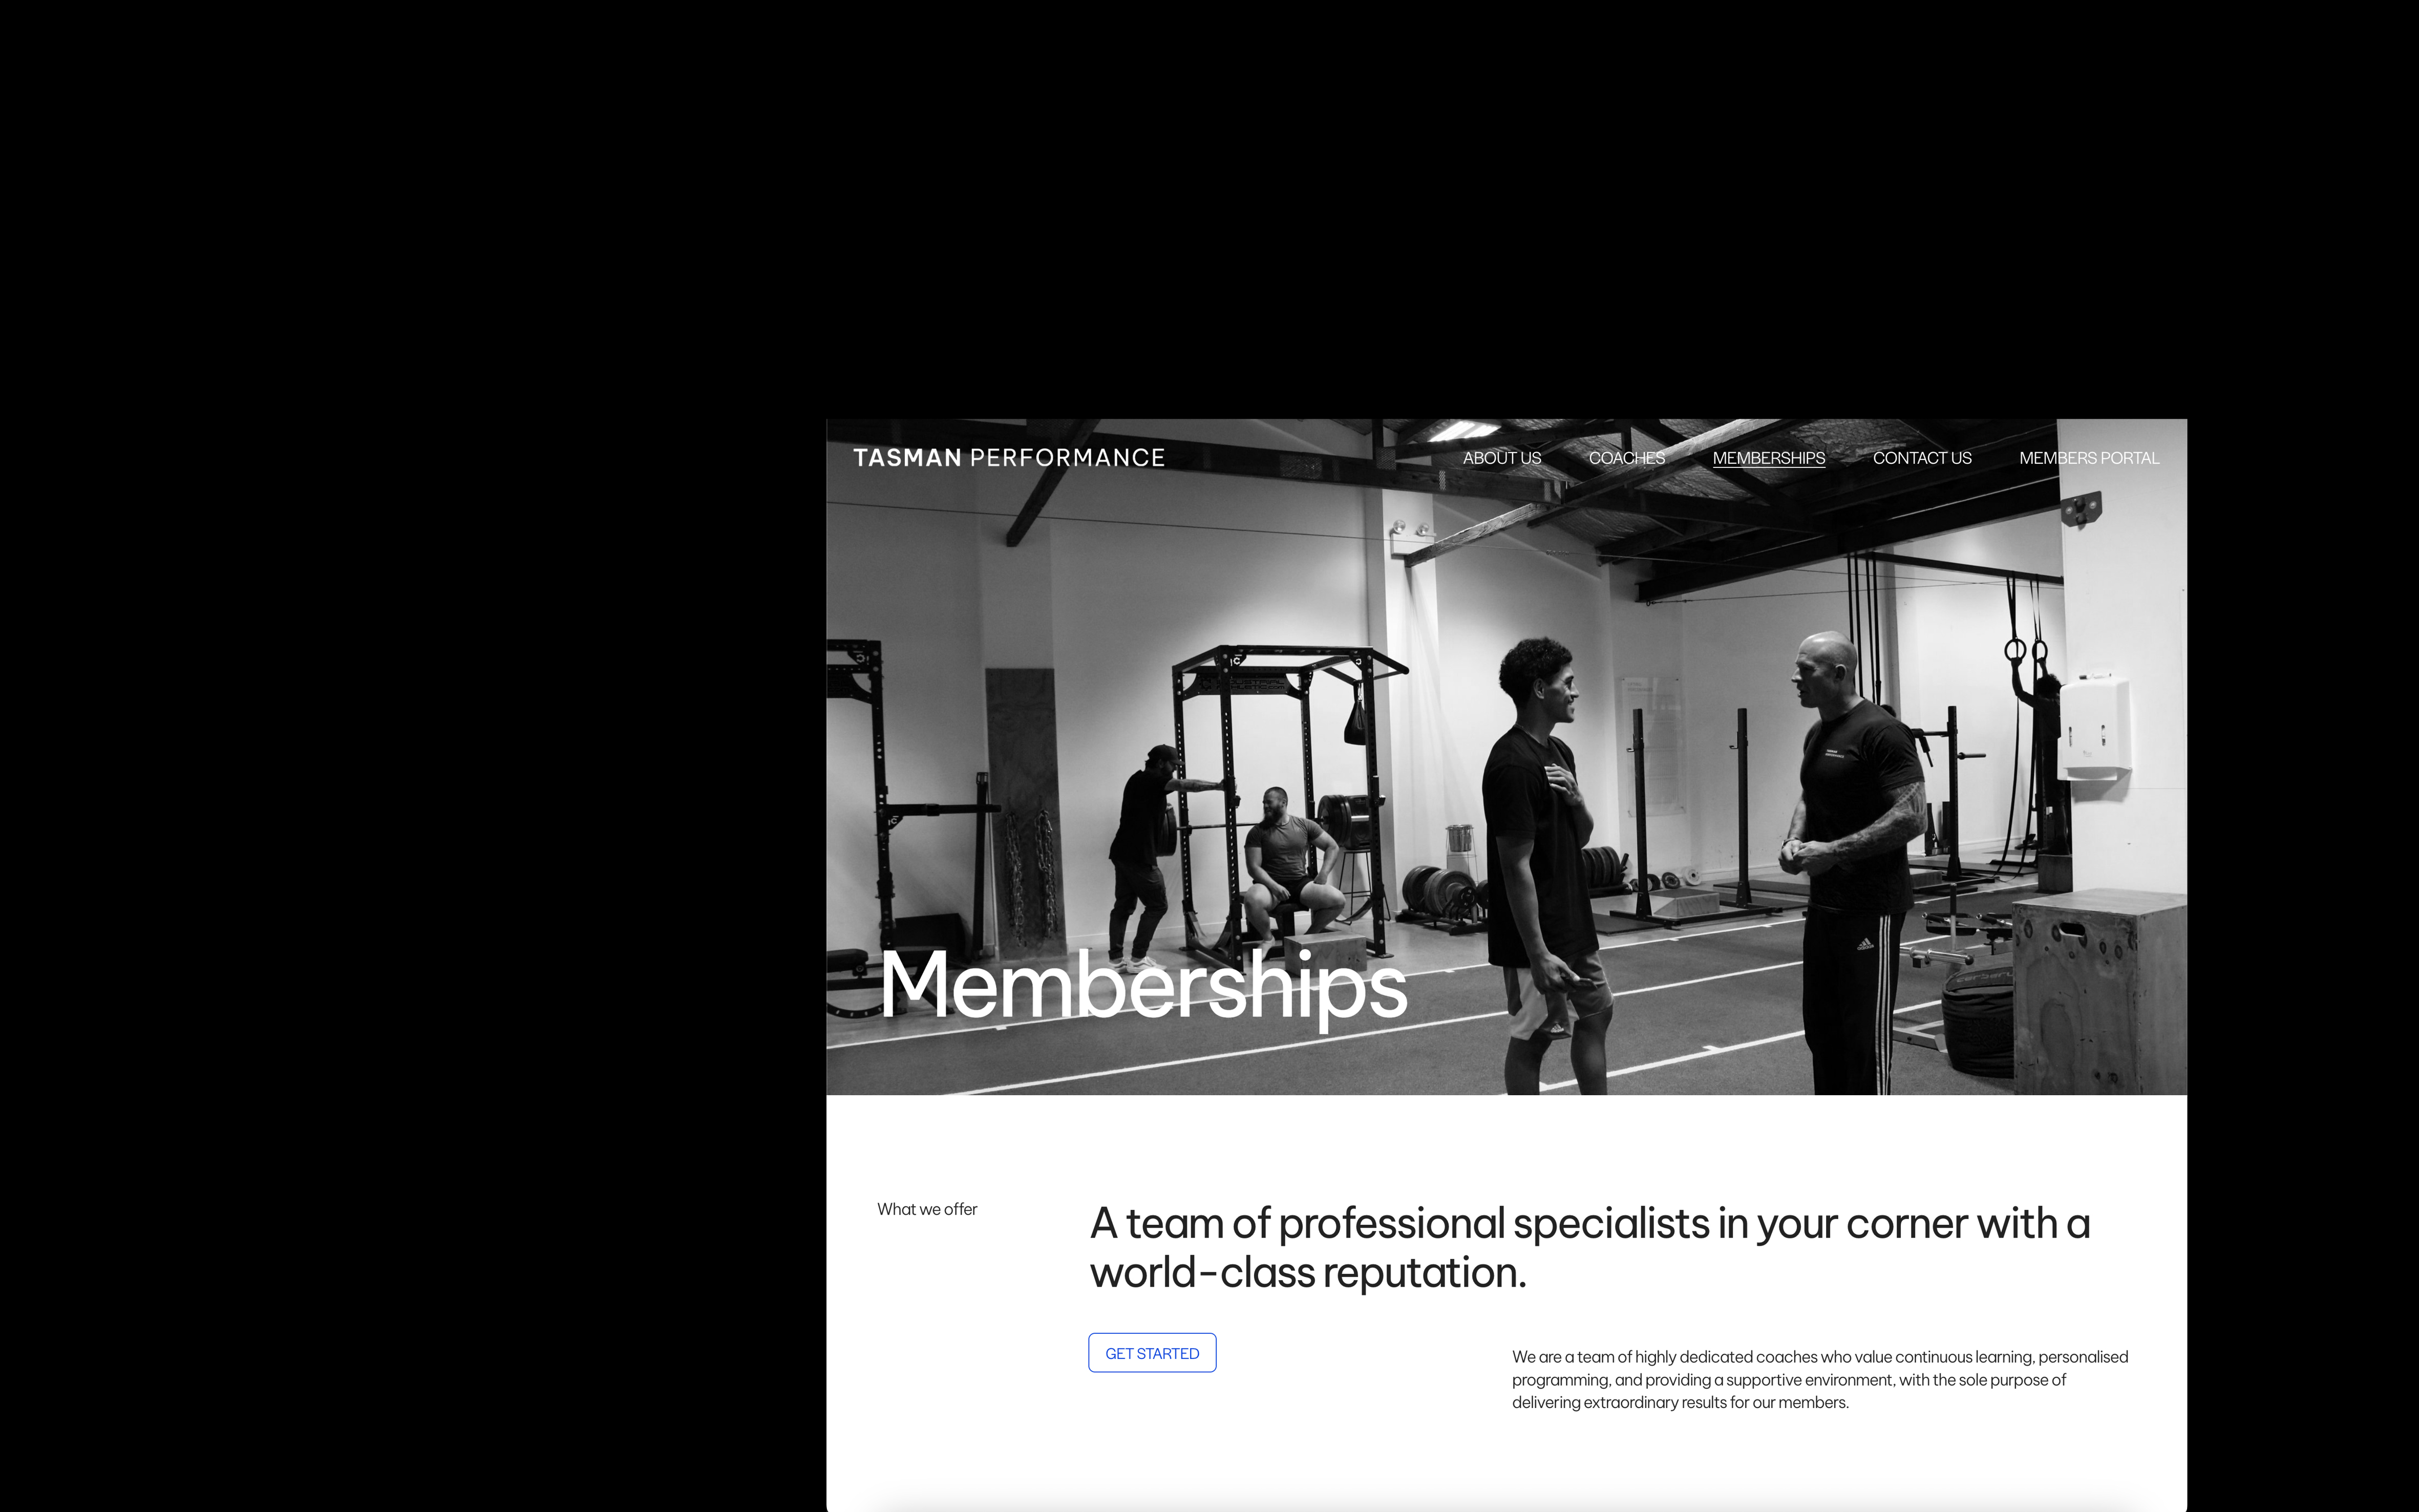 TASMAN PERFORMANCE
ABOUT US
COACHES
MEMBERSHIPS
CONTACT US
MEMBERS PORTAL
Memberships
What we offer
A team of professional specialists in your corner with a
world-class reputation.
GET STARTED
We are a team of highly dedicated coaches who value continuous learning, personalised
programming, and providing a supportive environment, with the sole purpose of
delivering extraordinary results for our members.